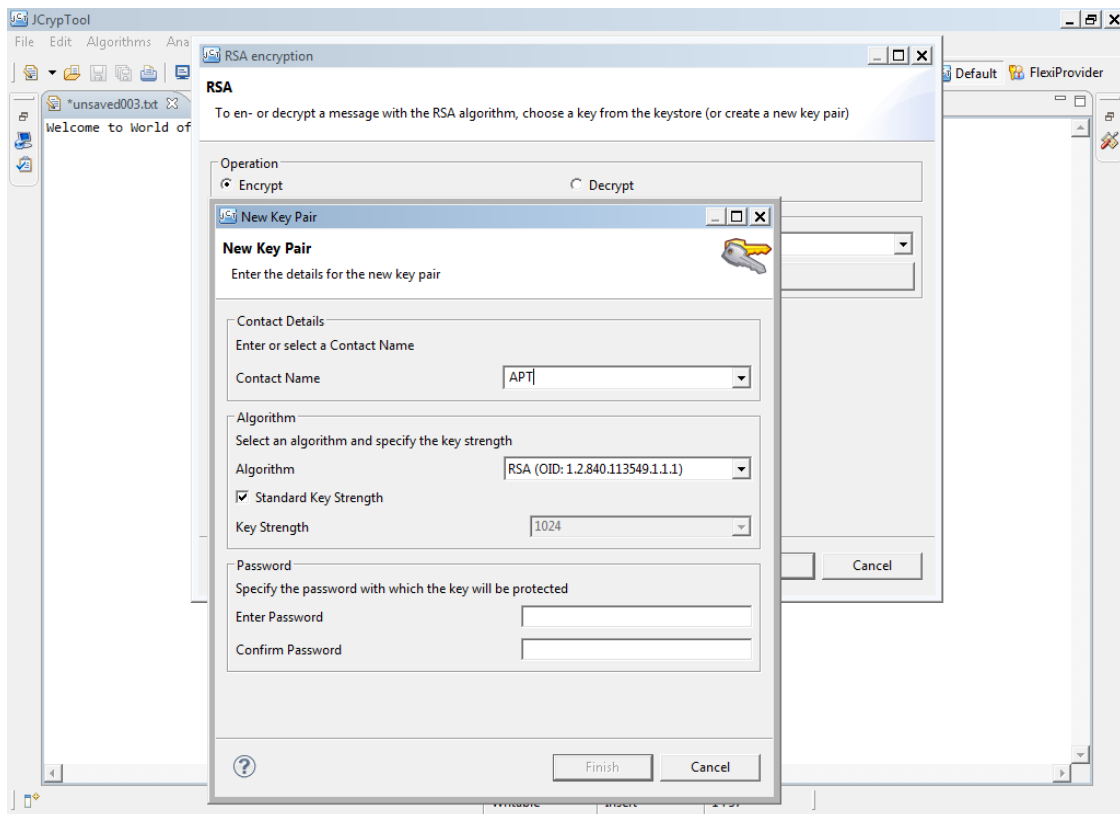 JCrypTool
File Edit Algorithms Ana
RSA encryption
Default FlexiProvider
RSA
To en- or decrypt a message with the RSA algorithm, choose a key from the keystore (or create a new key pair)
*unsaved003.txt
Welcome to World of
Operation
Encrypt Decrypt
New Key Pair
New Key Pair
Enter the details for the new key pair
Contact Details
Enter or select a Contact Name
Contact Name APT
Algorithm
Select an algorithm and specify the key strength
Algorithm RSA (OID: 1.2.840.113549.1.1.1)
Standard Key Strength
Key Strength 1024
Password
Specify the password with which the key will be protected
Enter Password
Confirm Password
Cancel
Finish Cancel
Writable Insert